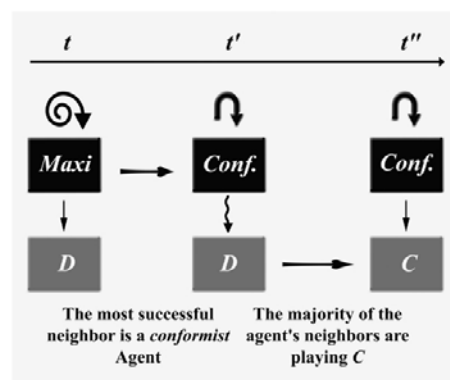 t t′ t″
Maxi Conf. Conf.
D D C
The most successful
neighbor is a conformist
Agent
The majority of the
agent's neighbors are
playing C